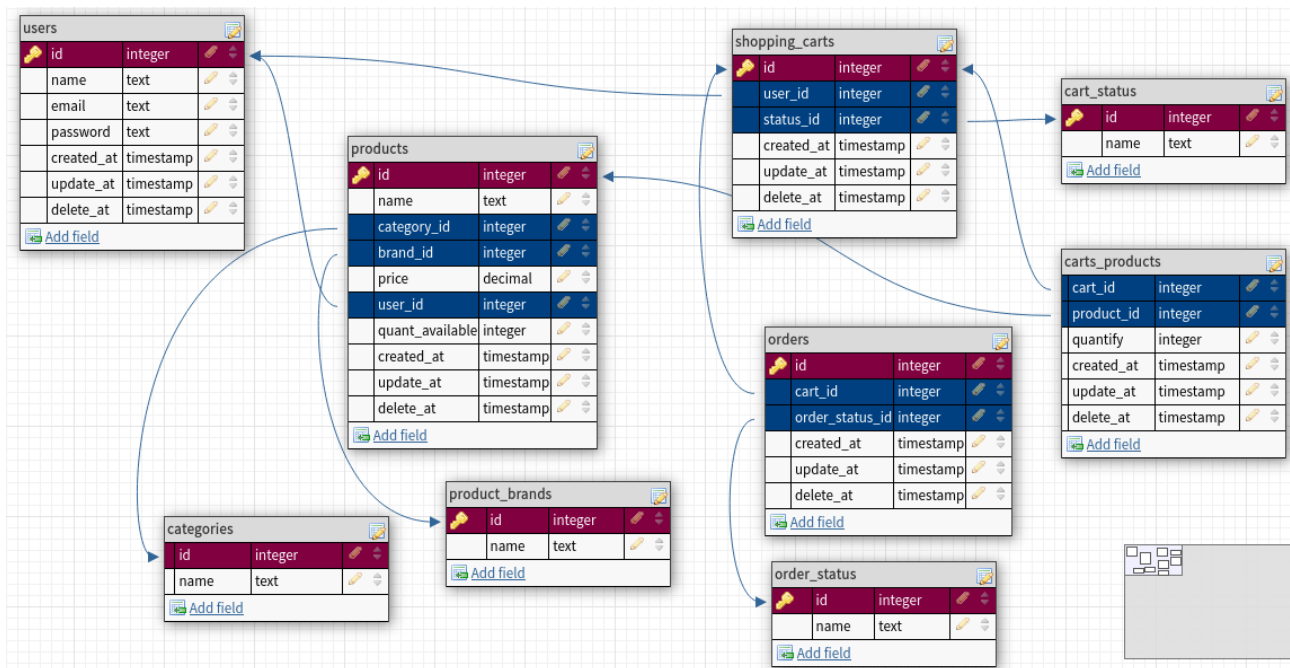 users
id integer
name text
email text
password text
created_at timestamp
update_at timestamp
delete_at timestamp
Add field
products
id integer
name text
category_id integer
brand_id integer
price decimal
user_id integer
quant_available integer
created_at timestamp
update_at timestamp
delete_at timestamp
Add field
shopping_carts
id integer
user_id integer
status_id integer
created_at timestamp
update_at timestamp
delete_at timestamp
Add field
cart_status
id integer
name text
Add field
carts_products
cart_id integer
product_id integer
quantify integer
created_at timestamp
update_at timestamp
delete_at timestamp
Add field
orders
id integer
cart_id integer
order_status_id integer
created_at timestamp
update_at timestamp
delete_at timestamp
Add field
categories
id integer
name text
Add field
product_brands
id integer
name text
Add field
order_status
id integer
name text
Add field